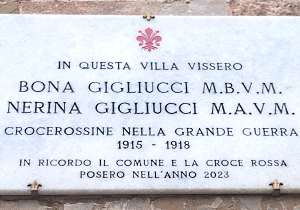 IN QUESTA VILLA VISSERO
BONA GIGLIUCCI M.B.V.M.
NERINA GIGLIUCCI M.A.V.M.
CROCEROSSINE NELLA GRANDE GUERRA
1915 - 1918
IN RICORDO IL COMUNE E LA CROCE ROSSA
POSERO NELL'ANNO 2023